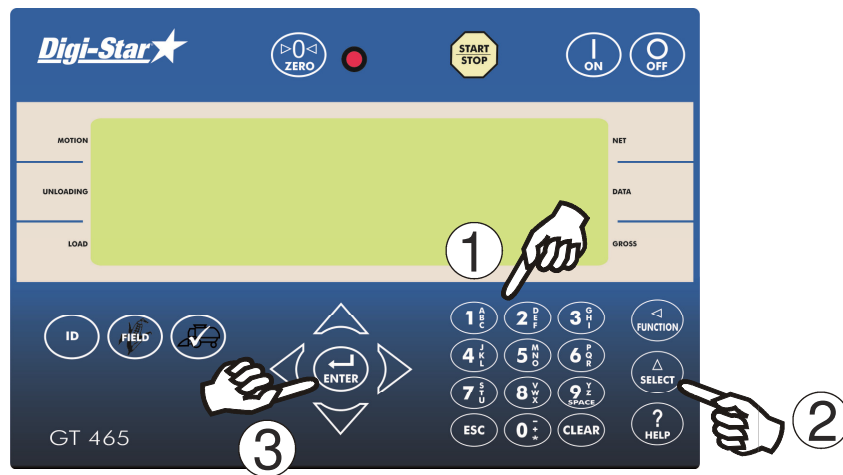 Digi-Star
▷0◁
ZERO
START
STOP
ON
OFF
MOTION
NET
UNLOADING
DATA
LOAD
GROSS
1
ID
FIELD
ENTER
1 A B C
2 D E F
3 G H I
FUNCTION
4 J K L
5 M N O
6 P Q R
SELECT
7 S T U
8 V W X
9 Y Z SPACE
ESC
0 - + *
CLEAR
?
HELP
2
3
GT 465